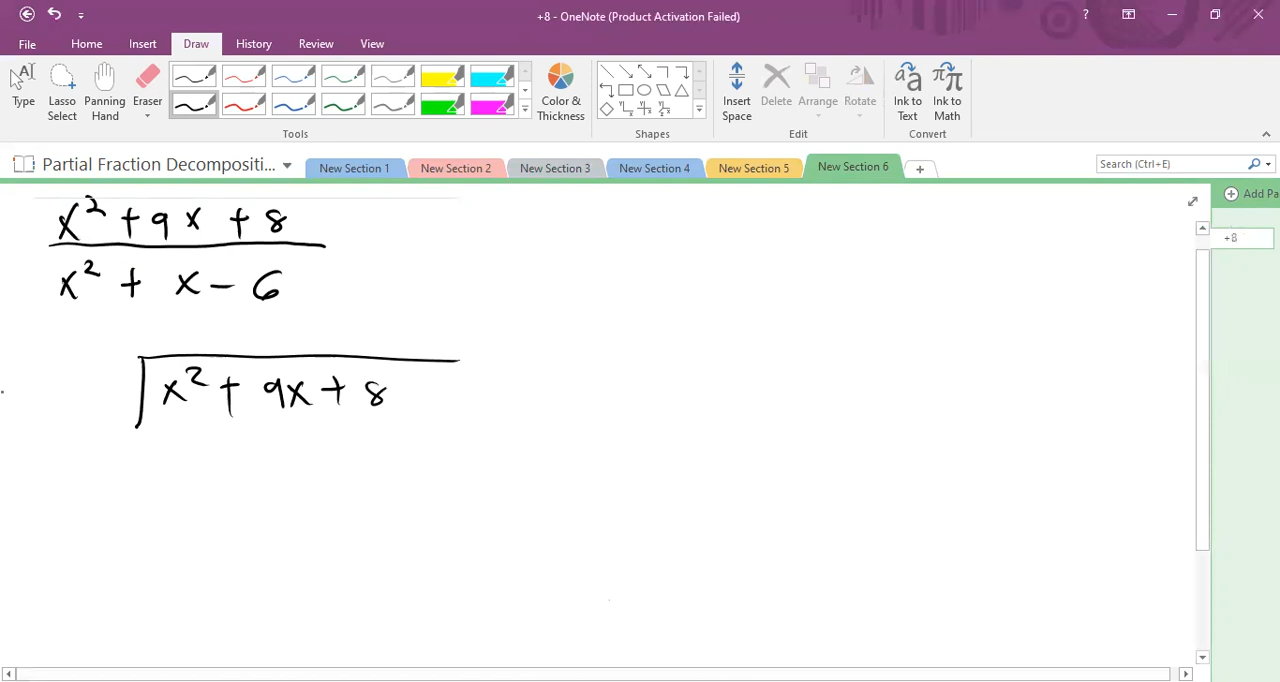 +8 - OneNote (Product Activation Failed)
?
File Home Insert Draw History Review View
Type
Lasso Select
Panning Hand
Eraser
Color & Thickness
Insert Space
Delete
Arrange
Rotate
Ink to Text
Ink to Math
Tools
Shapes
Edit
Convert
Partial Fraction Decompositi...
New Section 1
New Section 2
New Section 3
New Section 4
New Section 5
New Section 6
+
Search (Ctrl+E)
Add Pa
+8
x² + 9x + 8
x² + x - 6
x² + 9x + 8